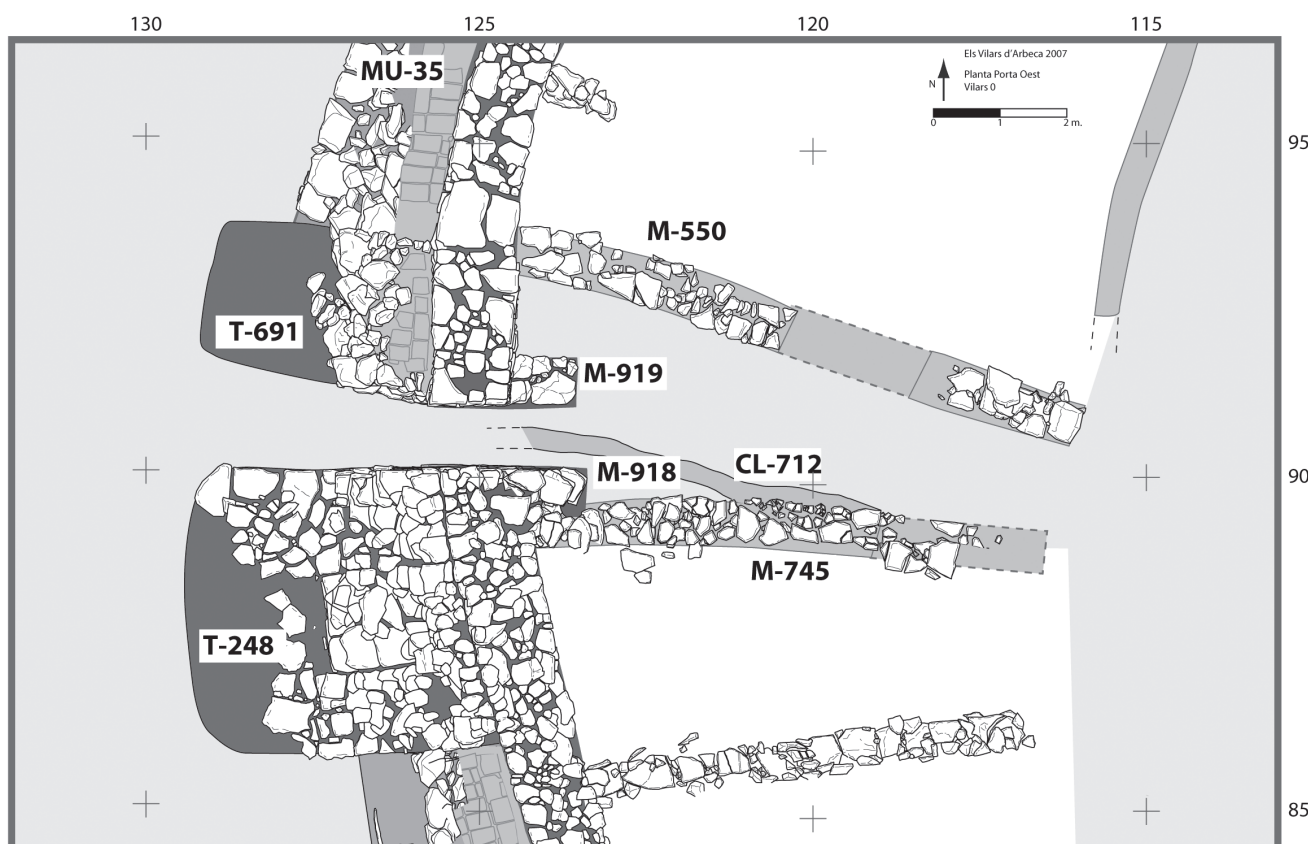 130
125
120
115
MU-35
Els Vilars d'Arbeca 2007
Planta Porta Oest
N
Vilars 0
0
1
2 m.
95
M-550
T-691
M-919
M-918
CL-712
90
M-745
T-248
85